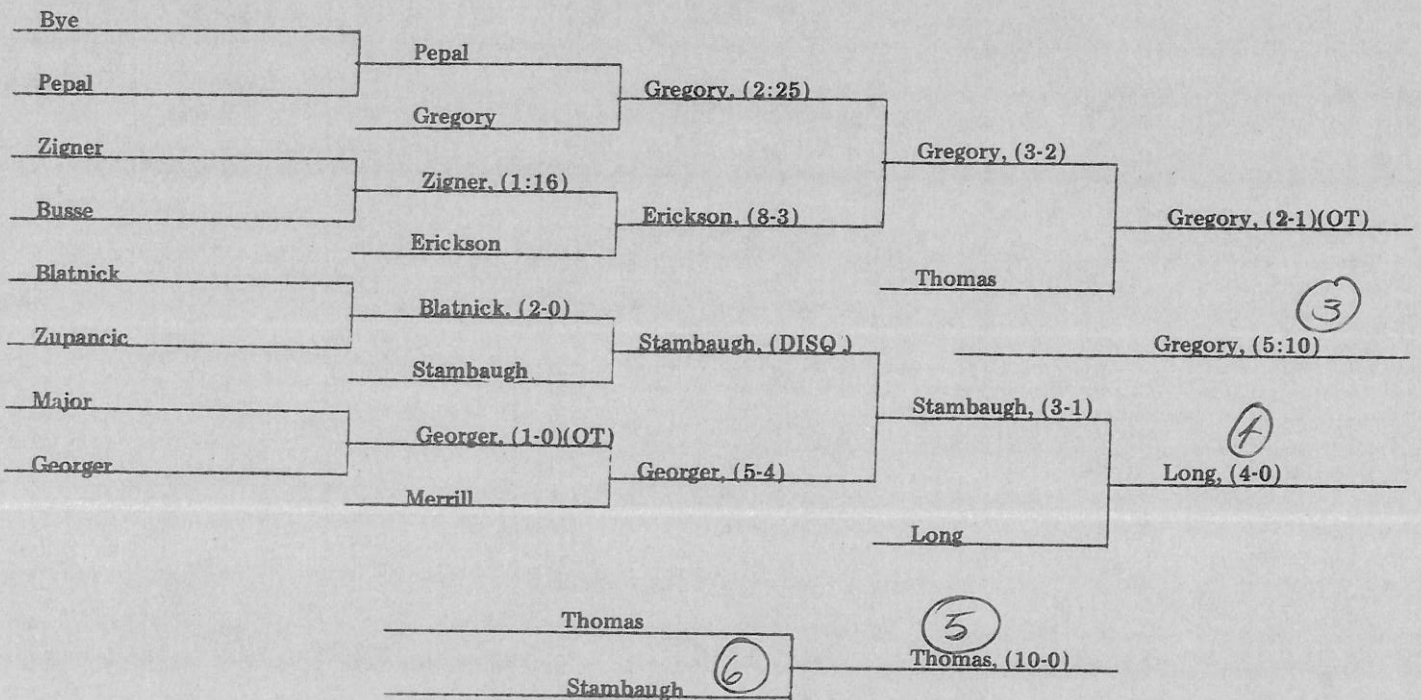 Bye
Pepal
Pepal
Gregory, (2:25)
Gregory
Zigner
Gregory, (3-2)
Zigner, (1:16)
Busse
Erickson, (8-3)
Gregory, (2-1)(OT)
Erickson
Blatnick
Thomas
Blatnick, (2-0)
3
Zupancic
Stambaugh, (DISQ.)
Gregory, (5:10)
Stambaugh
Major
Stambaugh, (3-1)
Georger, (1-0)(OT)
4
Georger
Georger, (5-4)
Long, (4-0)
Merrill
Long
Thomas
5
6
Thomas, (10-0)
Stambaugh